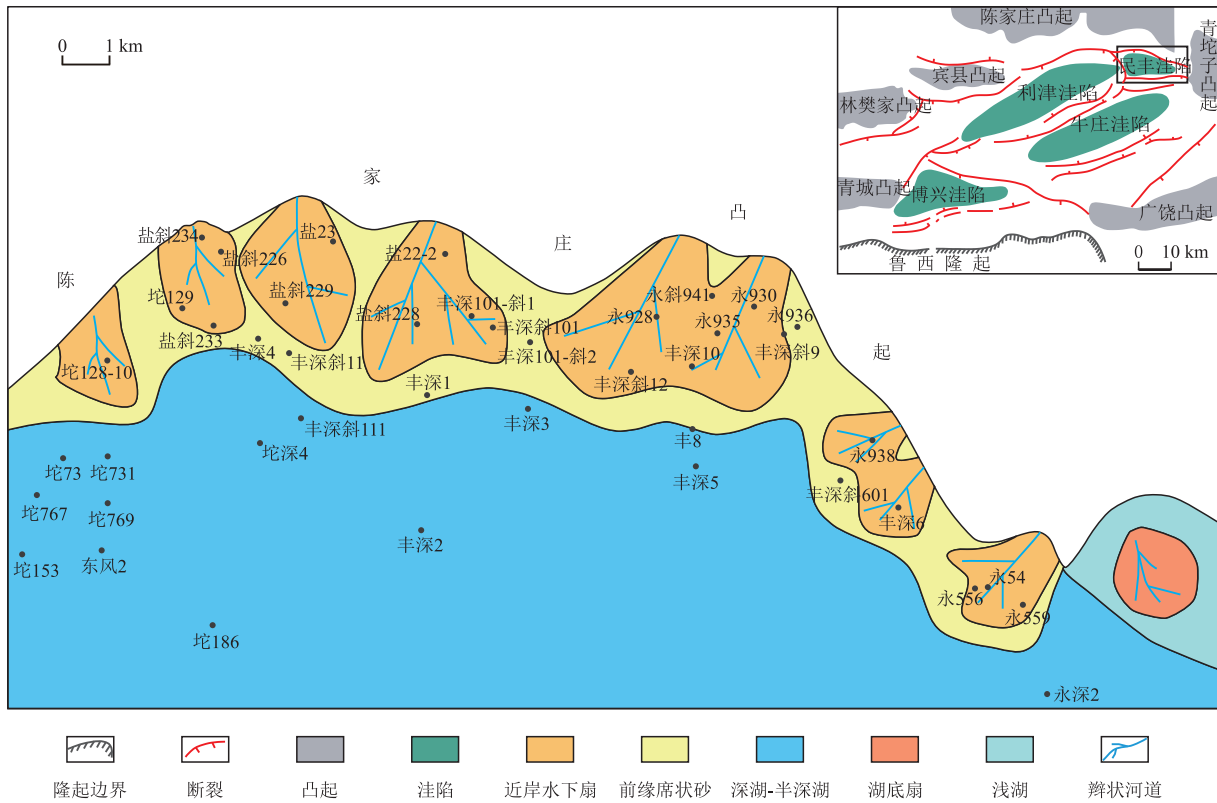 0 1 km
陈家庄凸起
青坨子凸起
民丰洼陷
宾县凸起
利津洼陷
林樊家凸起
牛庄洼陷
青城凸起
博兴洼陷
广饶凸起
鲁西隆起
0 10 km
陈
家
庄
凸
起
盐斜234
盐斜226
盐23
盐22-2
坨129
盐斜229
盐斜228
丰深101-斜1
永斜941
永930
永928
永935
永936
盐斜233
丰深4
丰深斜11
丰深斜101
丰深101-斜2
丰深10
丰深斜9
坨128-10
丰深1
丰深斜12
丰深斜111
丰深3
丰8
坨深4
永938
坨73
坨731
丰深5
丰深斜601
坨767
坨769
丰深6
丰深2
坨153
东风2
永54
永556
永559
坨186
永深2
隆起边界
断裂
凸起
洼陷
近岸水下扇
前缘席状砂
深湖-半深湖
湖底扇
浅湖
辫状河道